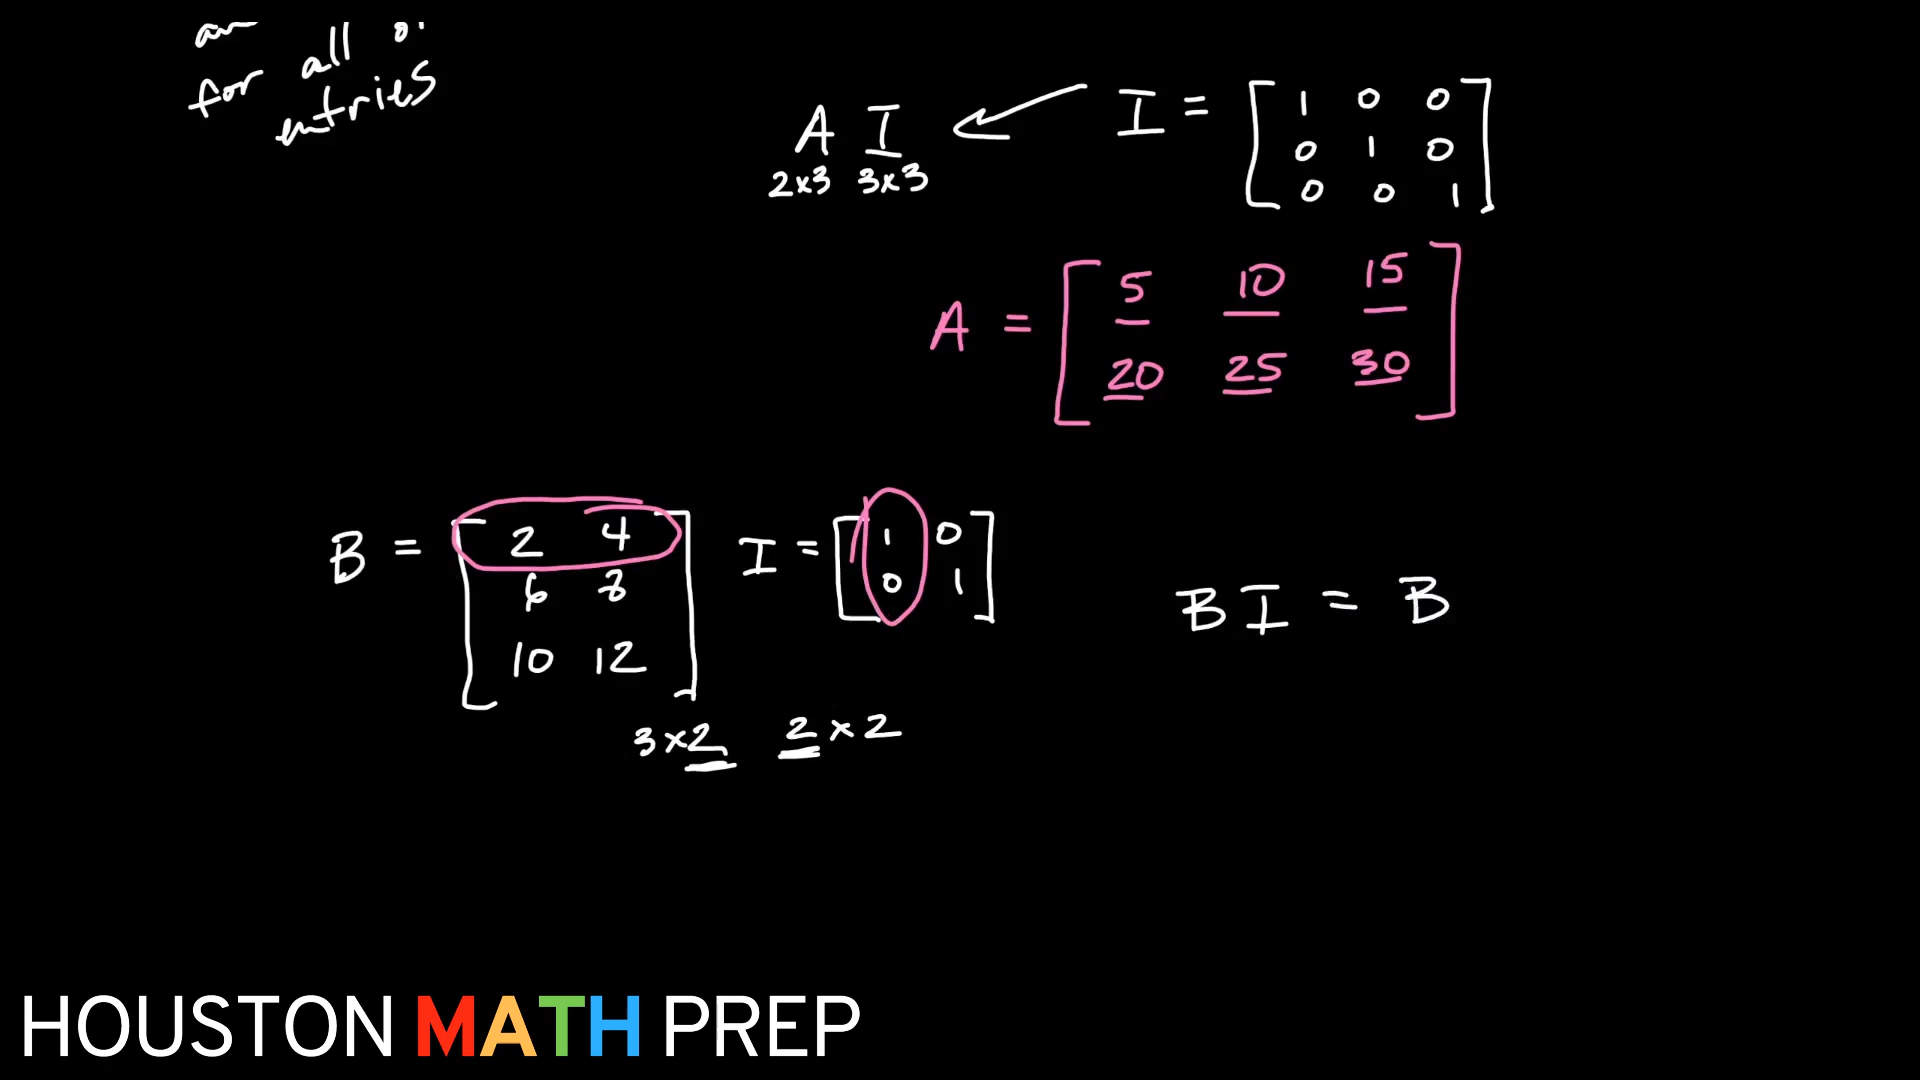 for all
entries
A I
2x3 3x3
I = [1 0 0
0 1 0
0 0 1]
A = [5 10 15
20 25 30]
B = [2 4
6 8
10 12]
I = [1 0
0 1]
3x2 2x2
BI = B
HOUSTON MATH PREP